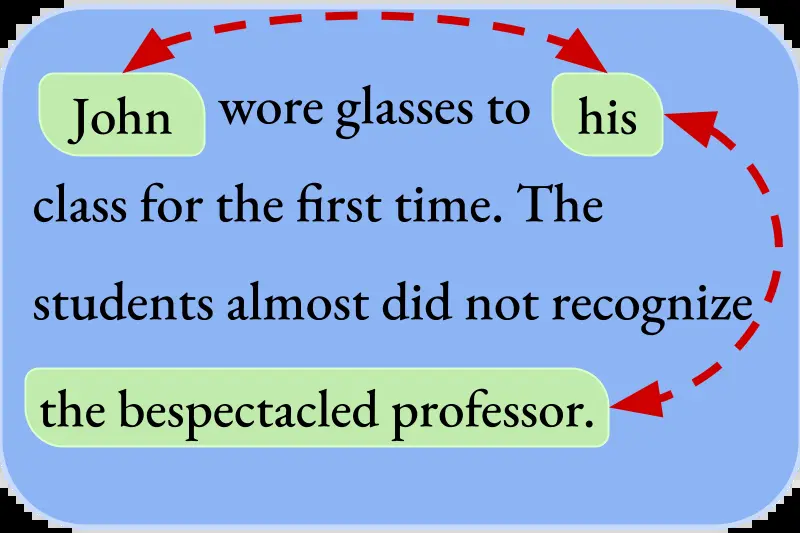 John wore glasses to his
class for the first time. The
students almost did not recognize
the bespectacled professor.